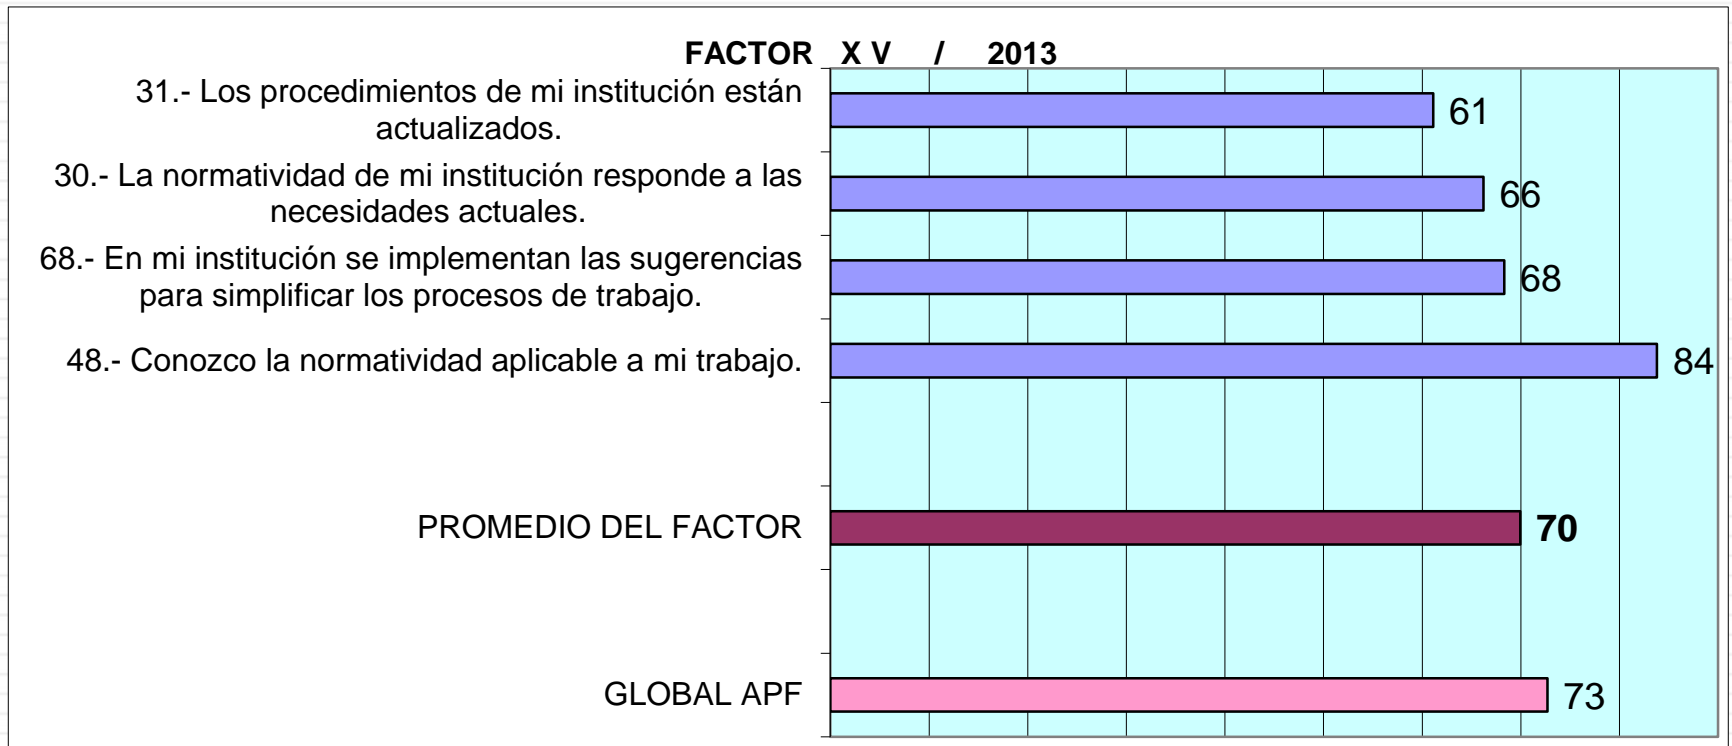 FACTOR X V / 2013
31.- Los procedimientos de mi institución están
actualizados.
61
30.- La normatividad de mi institución responde a las
necesidades actuales.
66
68.- En mi institución se implementan las sugerencias
para simplificar los procesos de trabajo.
68
48.- Conozco la normatividad aplicable a mi trabajo.
84
PROMEDIO DEL FACTOR
70
GLOBAL APF
73